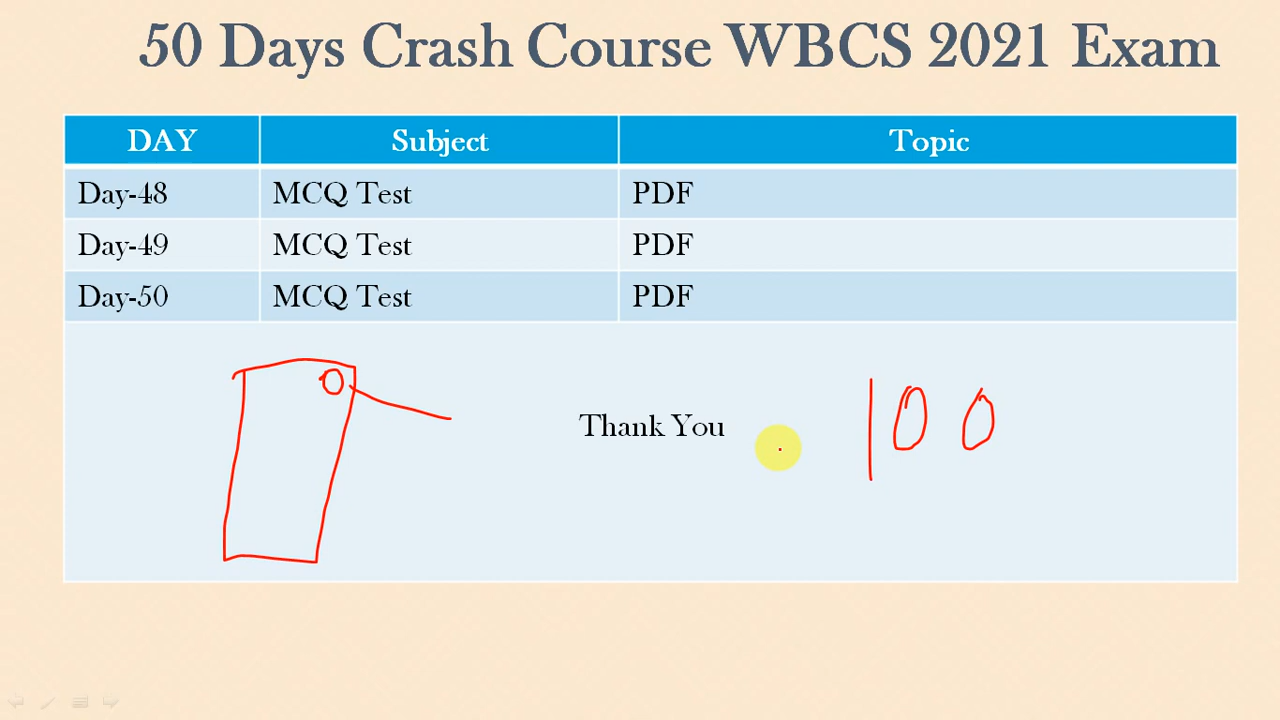 50 Days Crash Course WBCS 2021 Exam
DAY Subject Topic
Day-48 MCQ Test PDF
Day-49 MCQ Test PDF
Day-50 MCQ Test PDF
Thank You
100